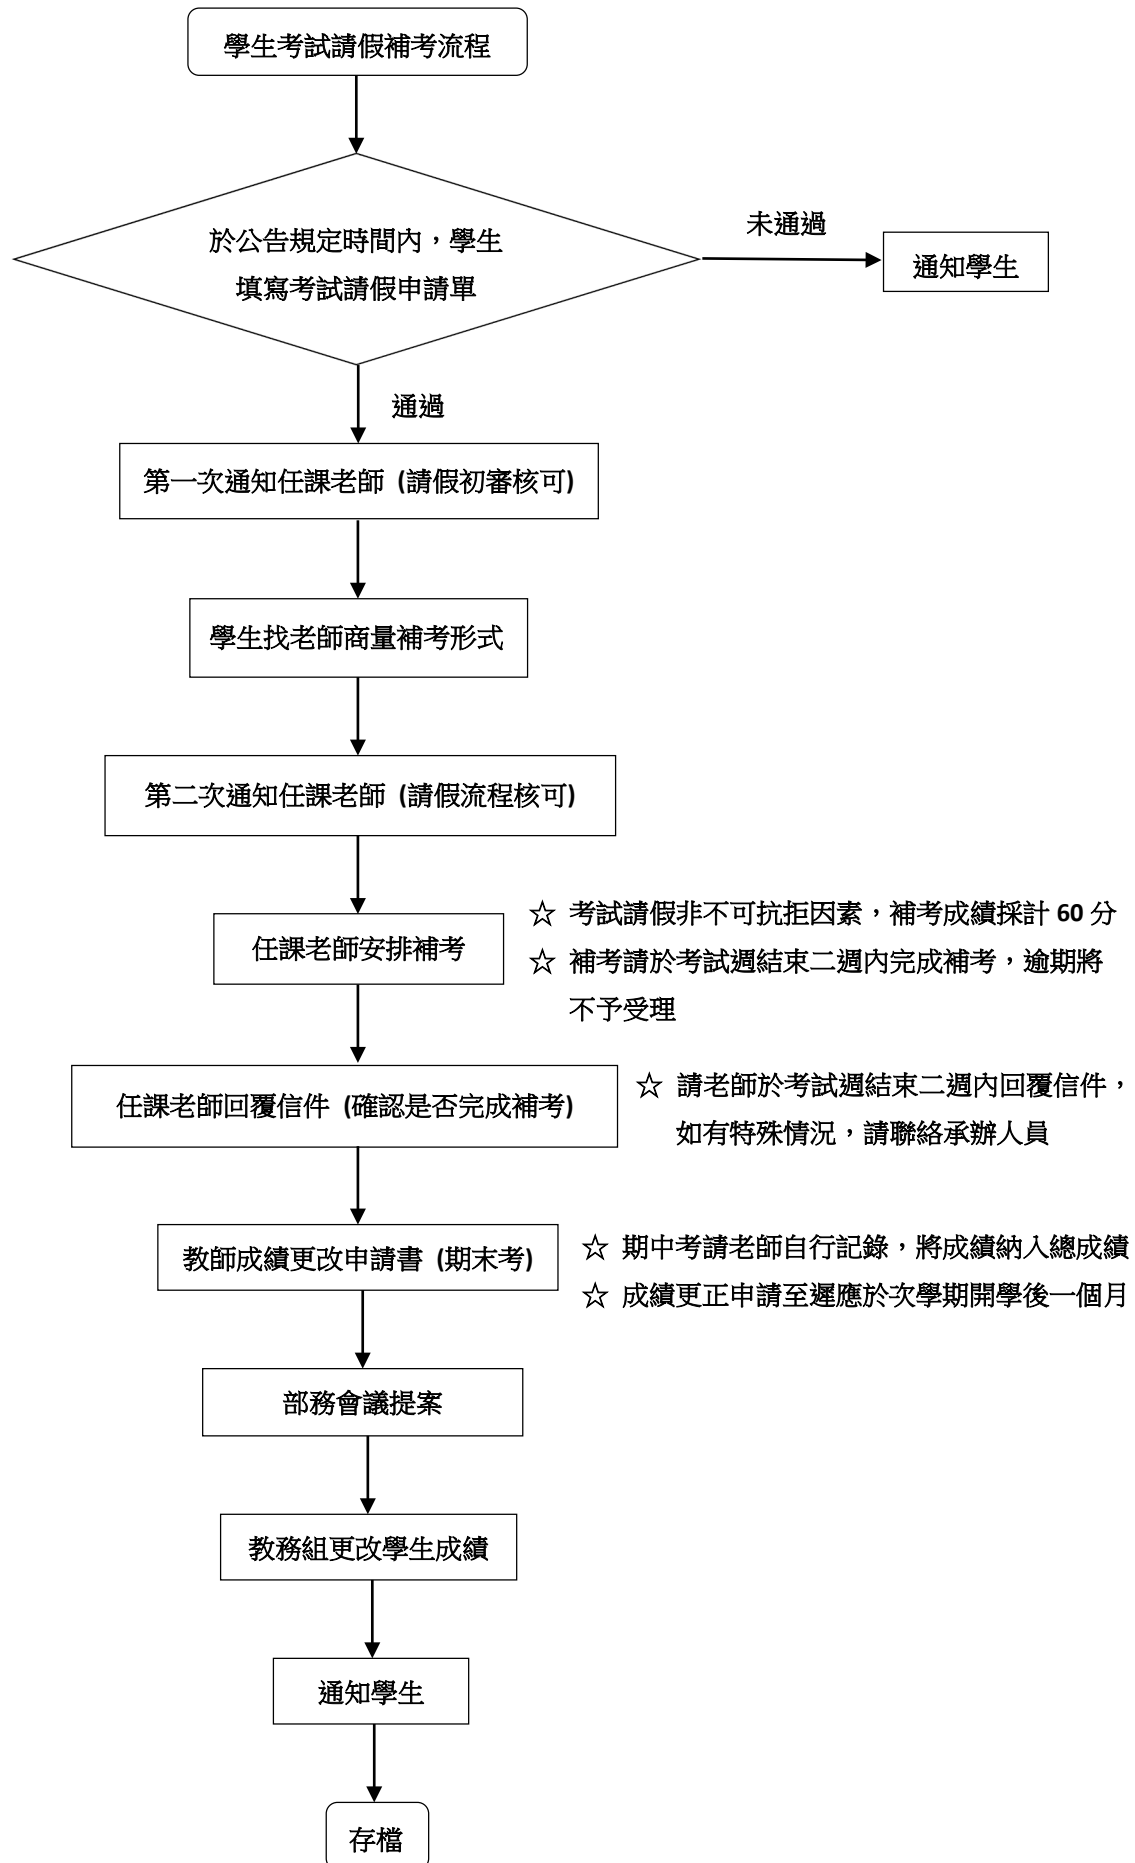 學生考試請假補考流程
於公告規定時間內，學生
填寫考試請假申請單
未通過
通知學生
通過
第一次通知任課老師 (請假初審核可)
學生找老師商量補考形式
第二次通知任課老師 (請假流程核可)
任課老師安排補考
☆ 考試請假非不可抗拒因素，補考成績採計 60 分
☆ 補考請於考試週結束二週內完成補考，逾期將
不予受理
任課老師回覆信件 (確認是否完成補考)
☆ 請老師於考試週結束二週內回覆信件，
如有特殊情況，請聯絡承辦人員
教師成績更改申請書 (期末考)
☆ 期中考請老師自行記錄，將成績納入總成績
☆ 成績更正申請至遲應於次學期開學後一個月
部務會議提案
教務組更改學生成績
通知學生
存檔